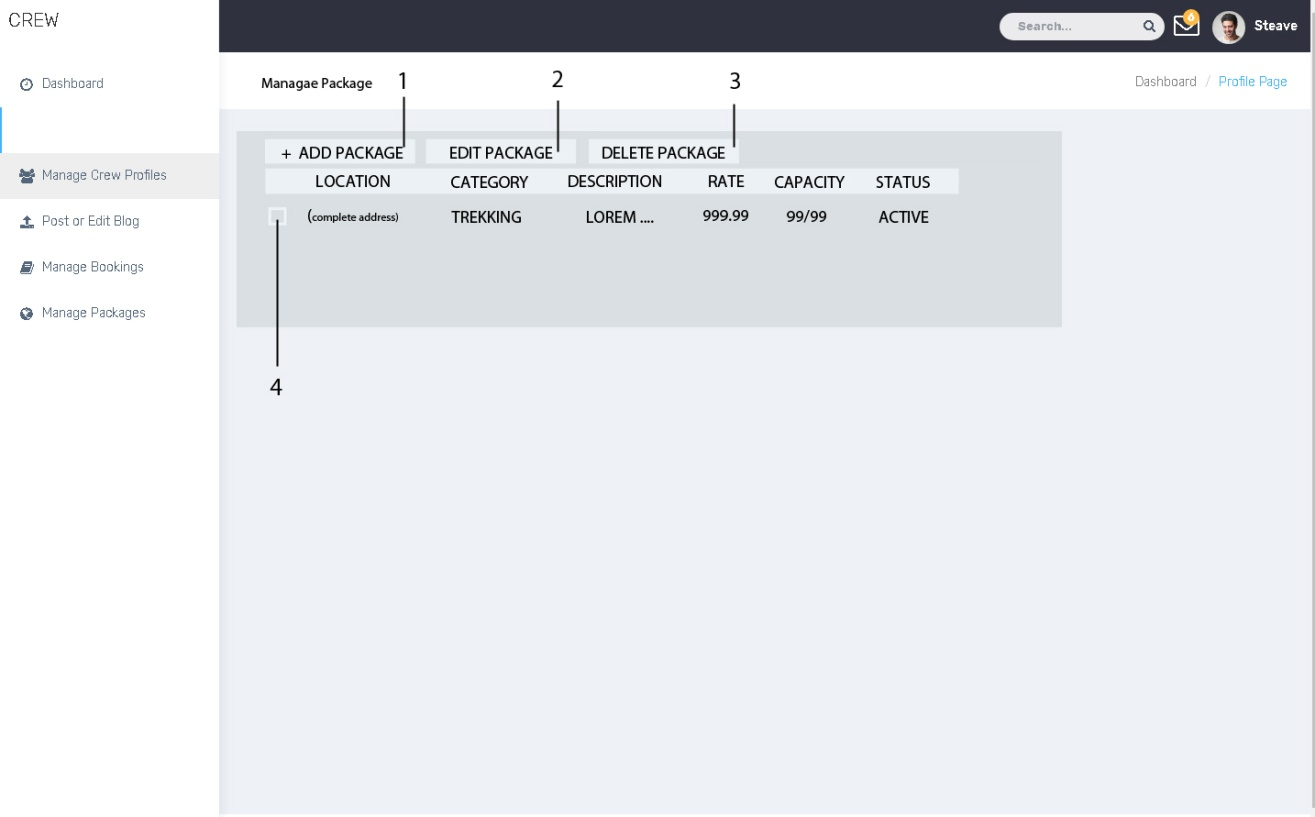 CREW
Search...
6
Steave
Dashboard
Managae Package
1
2
3
Dashboard / Profile Page
+ ADD PACKAGE
EDIT PACKAGE
DELETE PACKAGE
Manage Crew Profiles
LOCATION CATEGORY DESCRIPTION RATE CAPACITY STATUS
Post or Edit Blog
(complete address) TREKKING LOREM .... 999.99 99/99 ACTIVE
Manage Bookings
Manage Packages
4